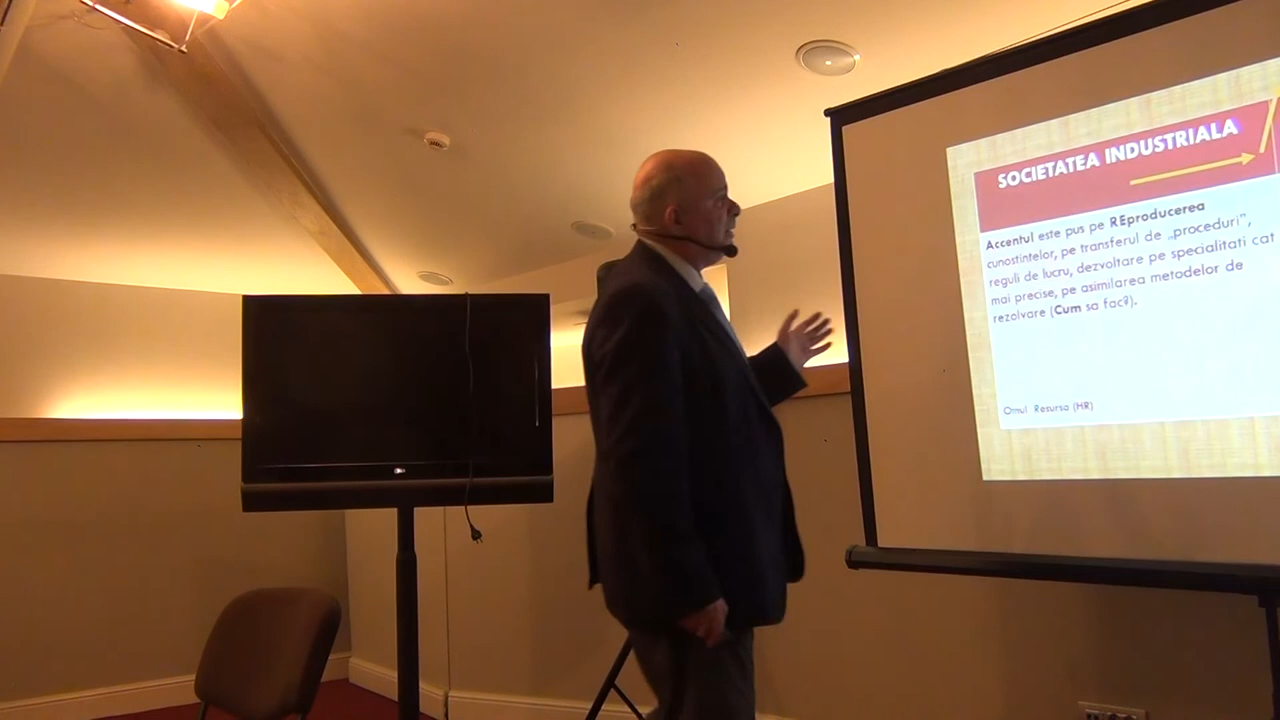 SOCIETATEA INDUSTRIALA
Accentul este pus pe REproducerea
cunostintelor, pe transferul de „proceduri”,
reguli de lucru, dezvoltare pe specialitati cat
mai precise, pe asimilarea metodelor de
rezolvare (Cum sa fac?).
Omul Resursa (HR)